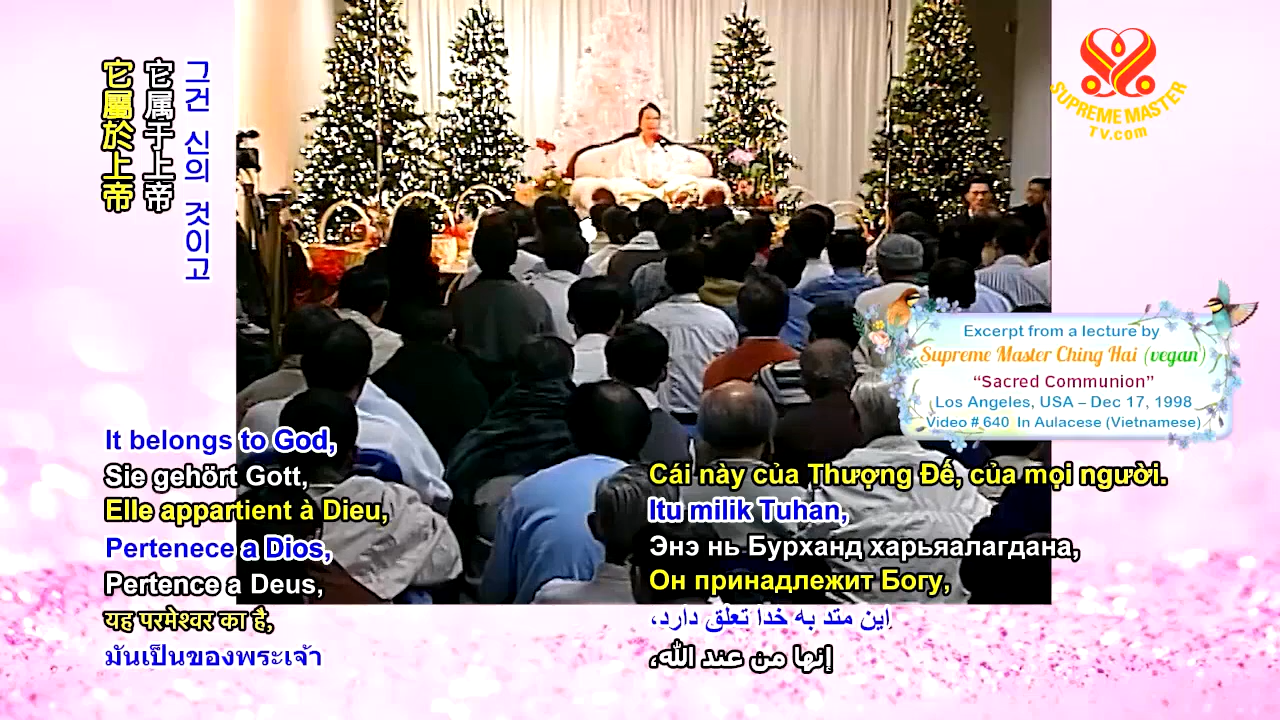 그건 신의 것이고
它属于上帝
它屬於上帝
SUPREME MASTER
TV.com
Excerpt from a lecture by
Supreme Master Ching Hai (vegan)
“Sacred Communion”
Los Angeles, USA – Dec 17, 1998
Video # 640 In Aulacese (Vietnamese)
It belongs to God,
Sie gehört Gott,
Elle appartient à Dieu,
Pertenece a Dios,
Pertence a Deus,
यह परमेश्वर का है,
มันเป็นของพระเจ้า
Cái này của Thượng Đế, của mọi người.
Itu milik Tuhan,
Энэ нь Бурханд харьяалагдана,
Он принадлежит Богу,
این متد به خدا تعلق دارد،
إنها من عند الله،